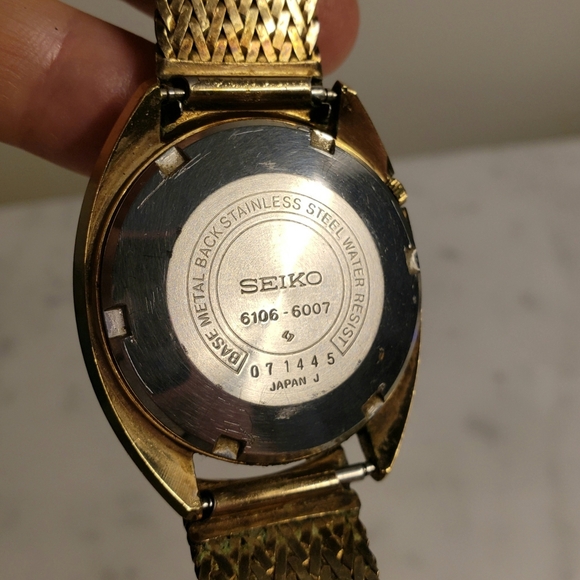 BASE METAL BACK STAINLESS STEEL WATER RESIST
SEIKO
6106-6007
071445
JAPAN J